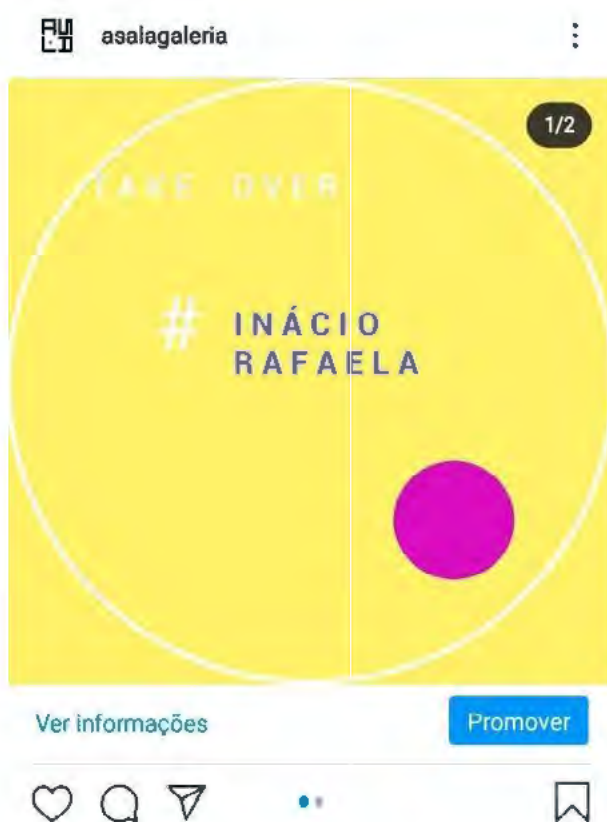 asalagaleria
1/2
TAKE OVER
# INÁCIO
RAFAELA
Ver informações
Promover